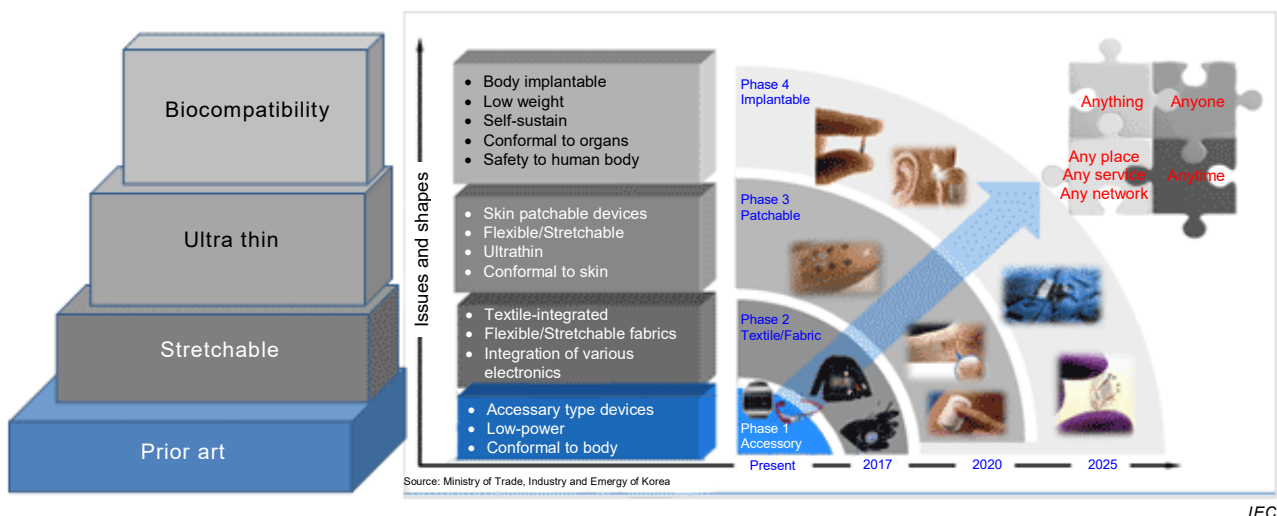 Biocompatibility
Ultra thin
Stretchable
Prior art
Issues and shapes
• Body implantable
• Low weight
• Self-sustain
• Conformal to organs
• Safety to human body
• Skin patchable devices
• Flexible/Stretchable
• Ultrathin
• Conformal to skin
• Textile-integrated
• Flexible/Stretchable fabrics
• Integration of various
electronics
• Accessary type devices
• Low-power
• Conformal to body
Phase 4
Implantable
Phase 3
Patchable
Phase 2
Textile/Fabric
Phase 1
Accessory
Anything
Anyone
Any place
Any service
Any network
Anytime
Present
2017
2020
2025
Source: Ministry of Trade, Industry and Emergy of Korea
IEC